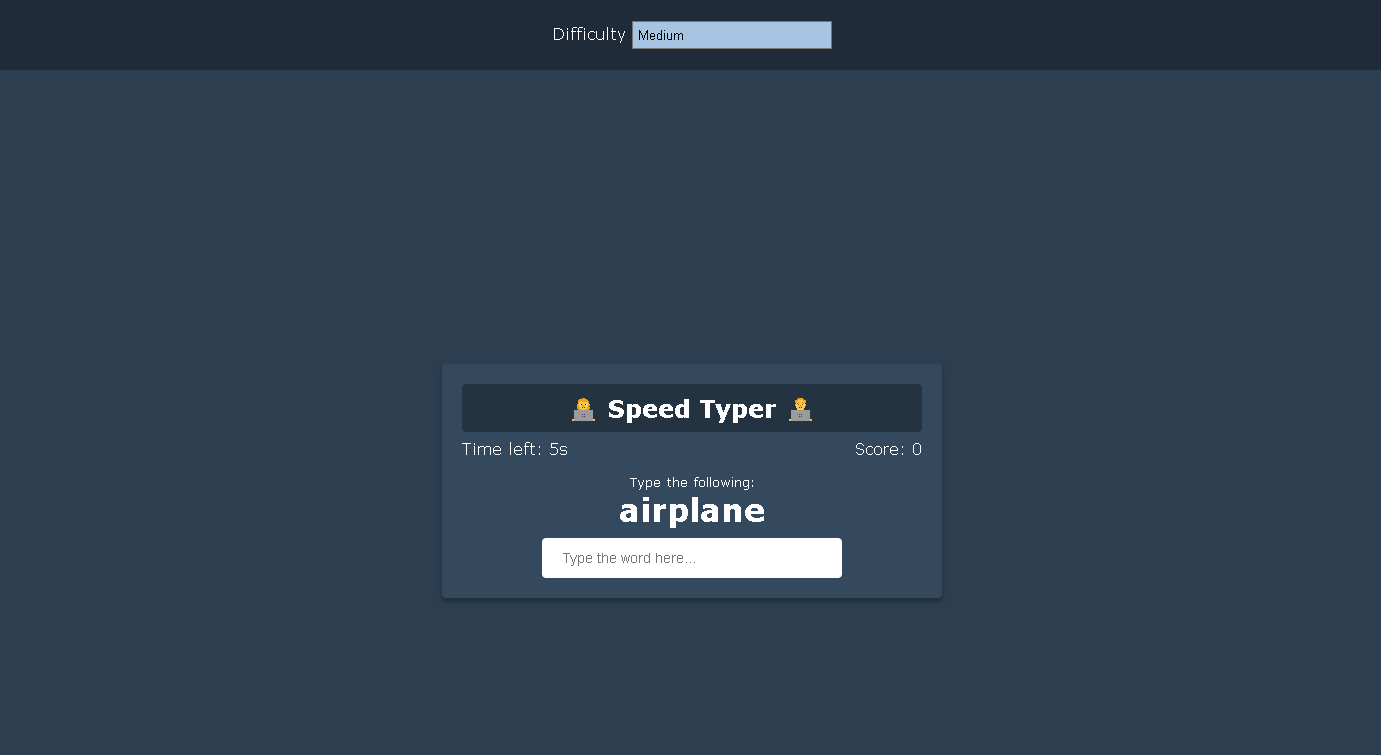 Difficulty Medium
Speed Typer
Time left: 5s Score: 0
Type the following:
airplane
Type the word here...